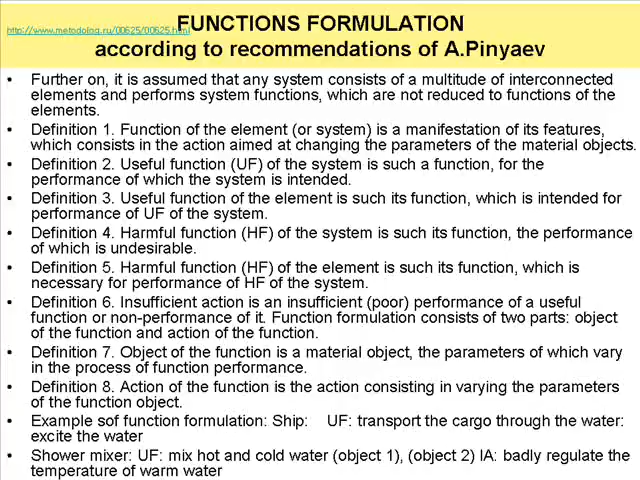 FUNCTIONS FORMULATION
http://www.metodolog.ru/00625/00625.html
according to recommendations of A.Pinyaev
• Further on, it is assumed that any system consists of a multitude of interconnected
elements and performs system functions, which are not reduced to functions of the
elements.
• Definition 1. Function of the element (or system) is a manifestation of its features,
which consists in the action aimed at changing the parameters of the material objects.
• Definition 2. Useful function (UF) of the system is such a function, for the
performance of which the system is intended.
• Definition 3. Useful function of the element is such its function, which is intended for
performance of UF of the system.
• Definition 4. Harmful function (HF) of the system is such its function, the performance
of which is undesirable.
• Definition 5. Harmful function (HF) of the element is such its function, which is
necessary for performance of HF of the system.
• Definition 6. Insufficient action is an insufficient (poor) performance of a useful
function or non-performance of it. Function formulation consists of two parts: object
of the function and action of the function.
• Definition 7. Object of the function is a material object, the parameters of which vary
in the process of function performance.
• Definition 8. Action of the function is the action consisting in varying the parameters
of the function object.
• Example sof function formulation: Ship: UF: transport the cargo through the water:
excite the water
• Shower mixer: UF: mix hot and cold water (object 1), (object 2) IA: badly regulate the
temperature of warm water